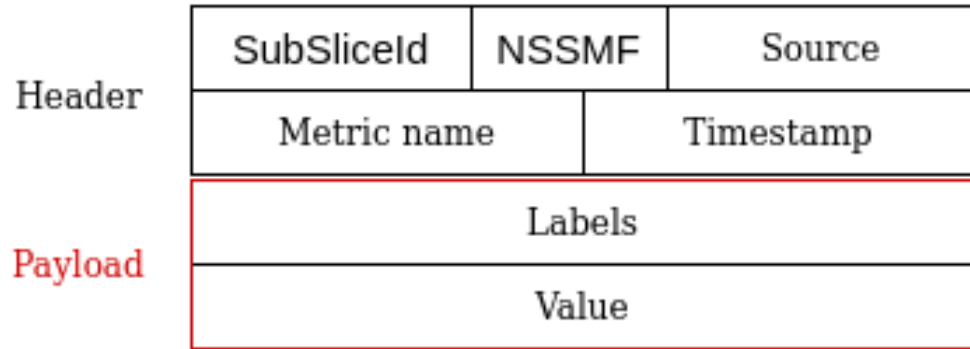 SubSliceId NSSMF Source
Header
Metric name Timestamp
Labels
Payload
Value